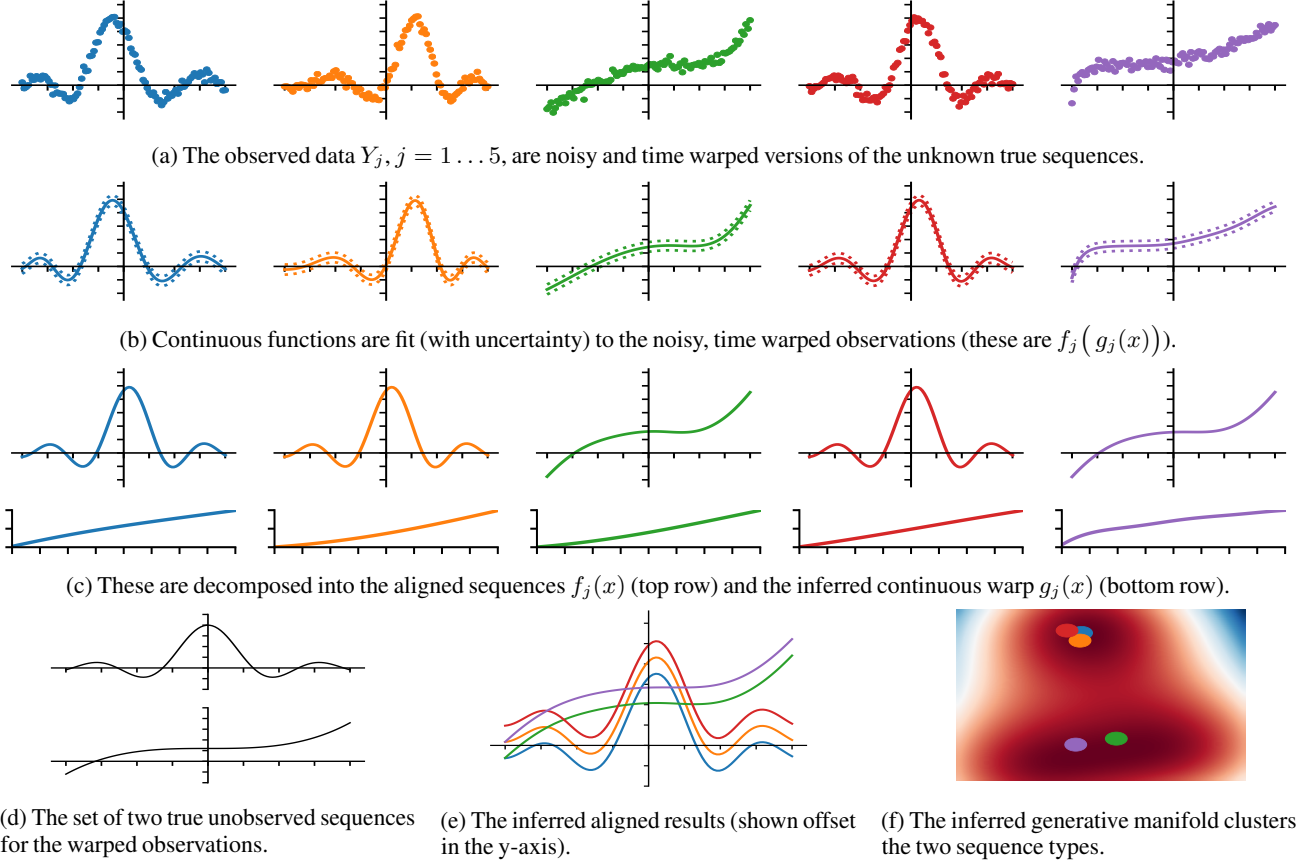 (a) The observed data Y_j, j = 1 … 5, are noisy and time warped versions of the unknown true sequences.
(b) Continuous functions are fit (with uncertainty) to the noisy, time warped observations (these are f_j( g_j(x))).
(c) These are decomposed into the aligned sequences f_j(x) (top row) and the inferred continuous warp g_j(x) (bottom row).
(d) The set of two true unobserved sequences
for the warped observations.
(e) The inferred aligned results (shown offset
in the y-axis).
(f) The inferred generative manifold clusters
the two sequence types.